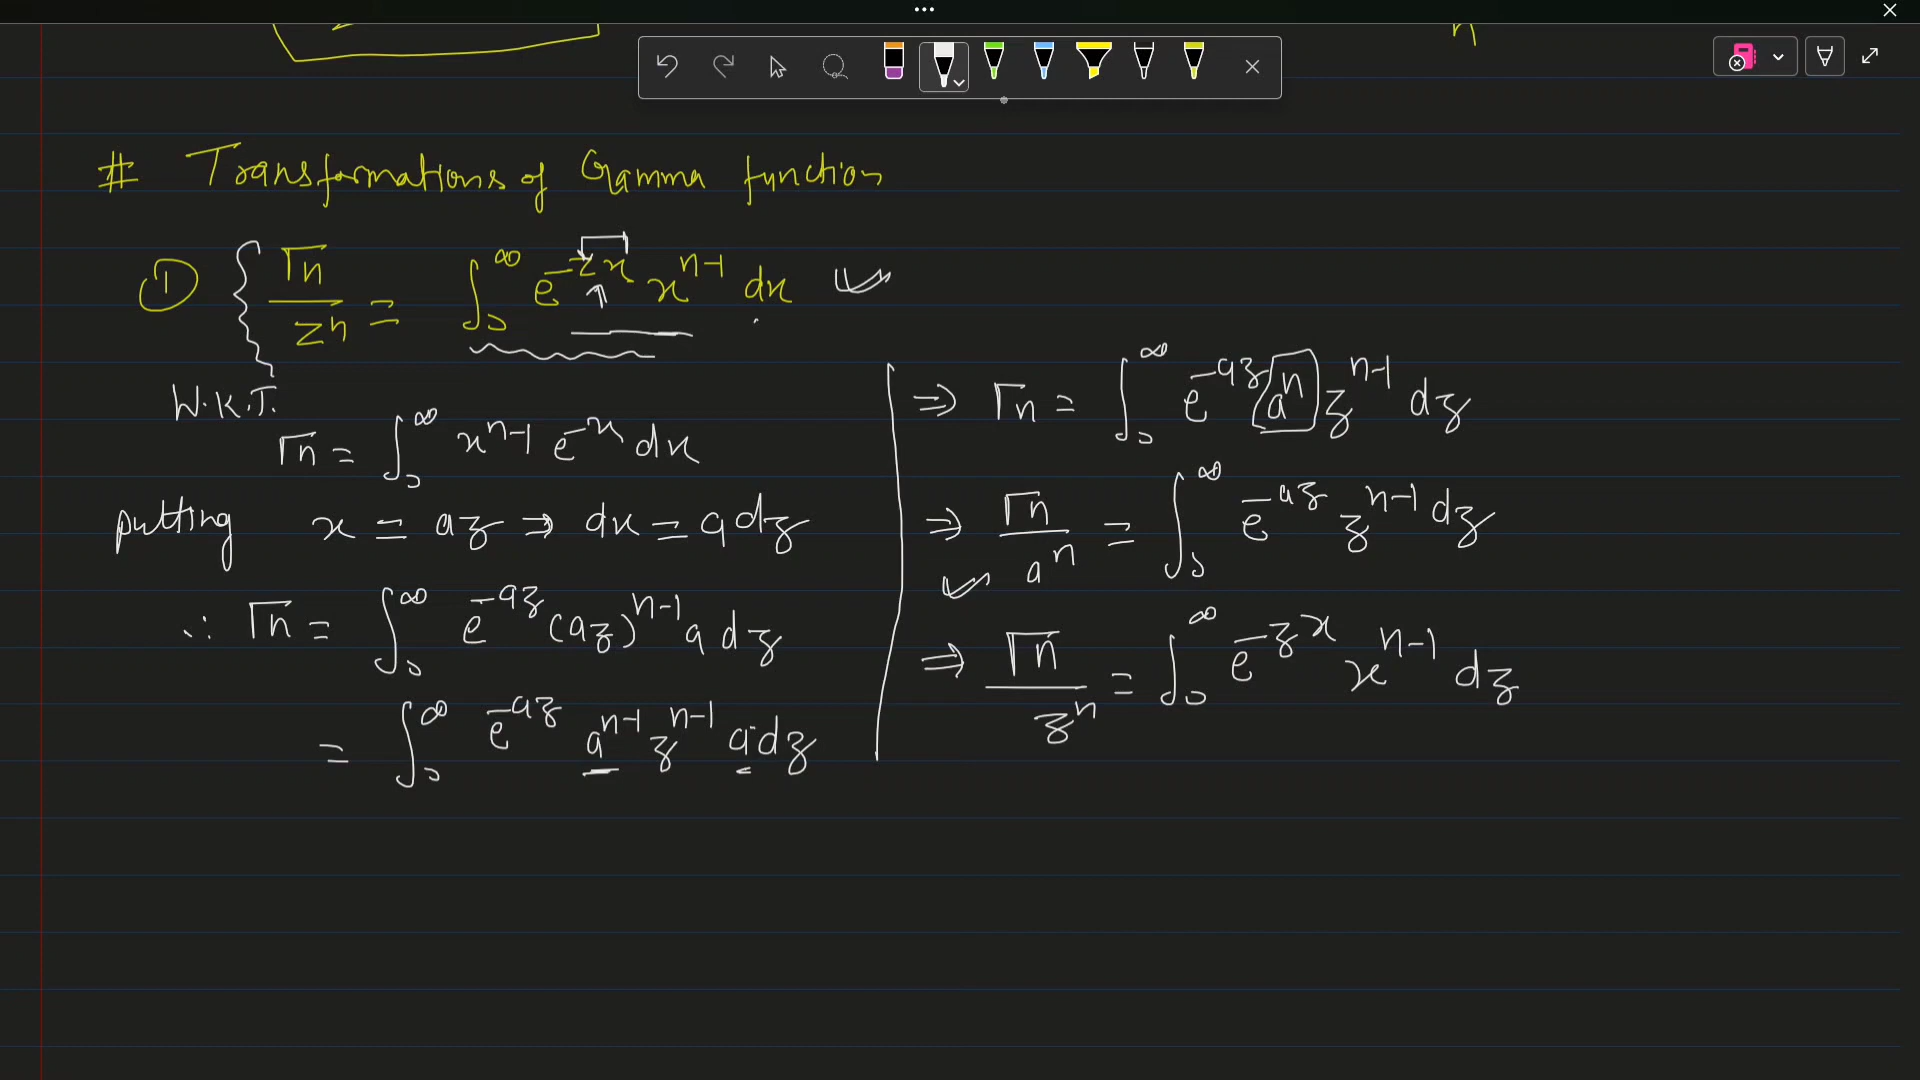 n
# Transformations of Gamma function
① { Γn / zⁿ = ∫₀^∞ e^(-zx) x^(n-1) dx
W.K.T.
Γn = ∫₀^∞ x^(n-1) e^(-x) dx
putting x = az ⇒ dx = a dz
∴ Γn = ∫₀^∞ e^(-az) (az)^(n-1) a dz
= ∫₀^∞ e^(-az) a^(n-1) z^(n-1) a dz
⇒ Γn = ∫₀^∞ e^(-az) aⁿ z^(n-1) dz
⇒ Γn / aⁿ = ∫₀^∞ e^(-az) z^(n-1) dz
⇒ Γn / zⁿ = ∫₀^∞ e^(-zx) x^(n-1) dz